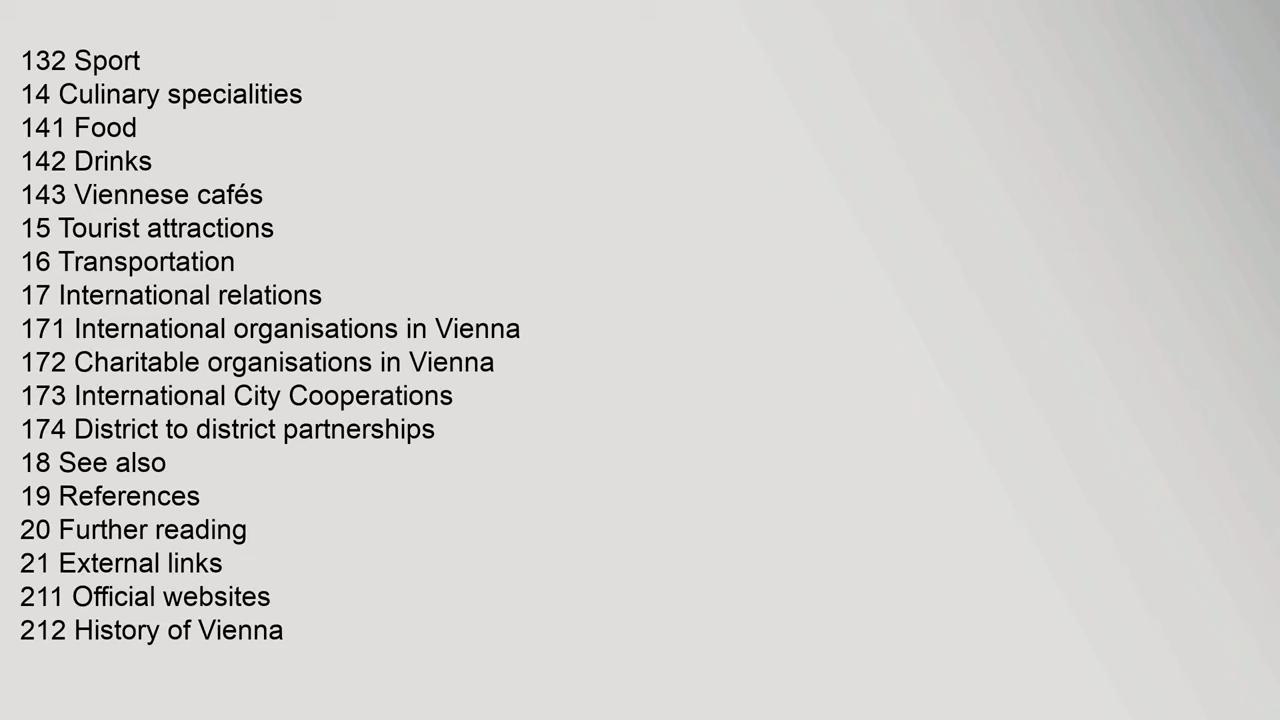 132 Sport
14 Culinary specialities
141 Food
142 Drinks
143 Viennese cafés
15 Tourist attractions
16 Transportation
17 International relations
171 International organisations in Vienna
172 Charitable organisations in Vienna
173 International City Cooperations
174 District to district partnerships
18 See also
19 References
20 Further reading
21 External links
211 Official websites
212 History of Vienna